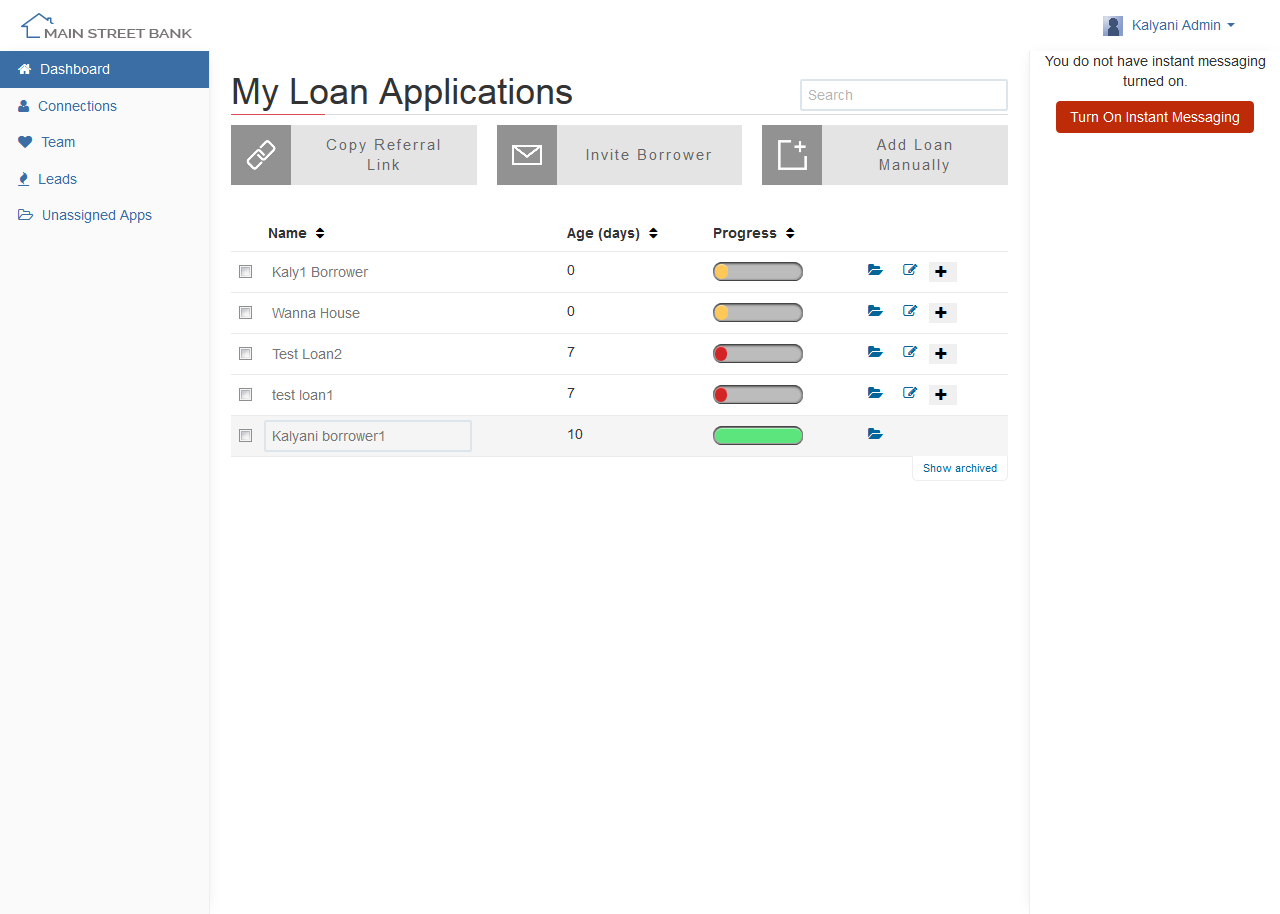 MAIN STREET BANK
Kalyani Admin
Dashboard
Connections
Team
Leads
Unassigned Apps
My Loan Applications
Search
Copy Referral
Link
Invite Borrower
Add Loan
Manually
Name Age (days) Progress
Kaly1 Borrower 0
Wanna House 0
Test Loan2 7
test loan1 7
Kalyani borrower1 10
Show archived
You do not have instant messaging
turned on.
Turn On Instant Messaging